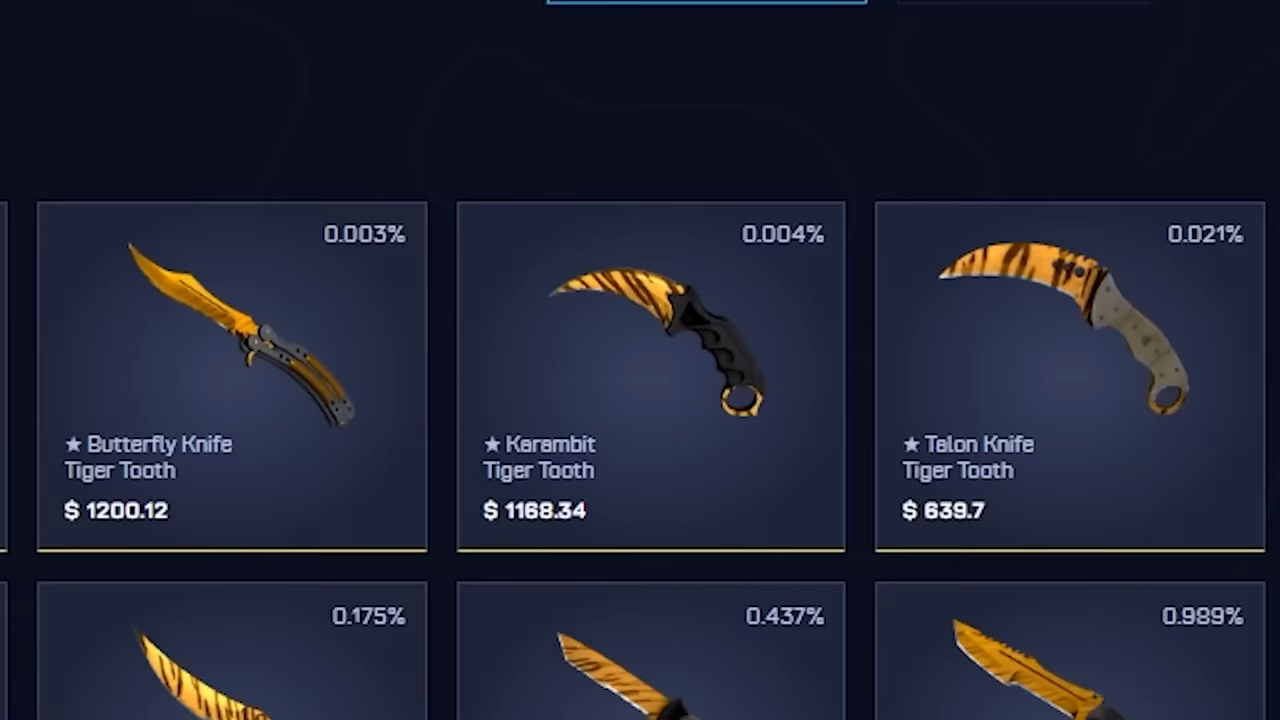 0.003%
0.004%
0.021%
★ Butterfly Knife
Tiger Tooth
$ 1200.12
★ Karambit
Tiger Tooth
$ 1168.34
★ Talon Knife
Tiger Tooth
$ 639.7
0.175%
0.437%
0.989%